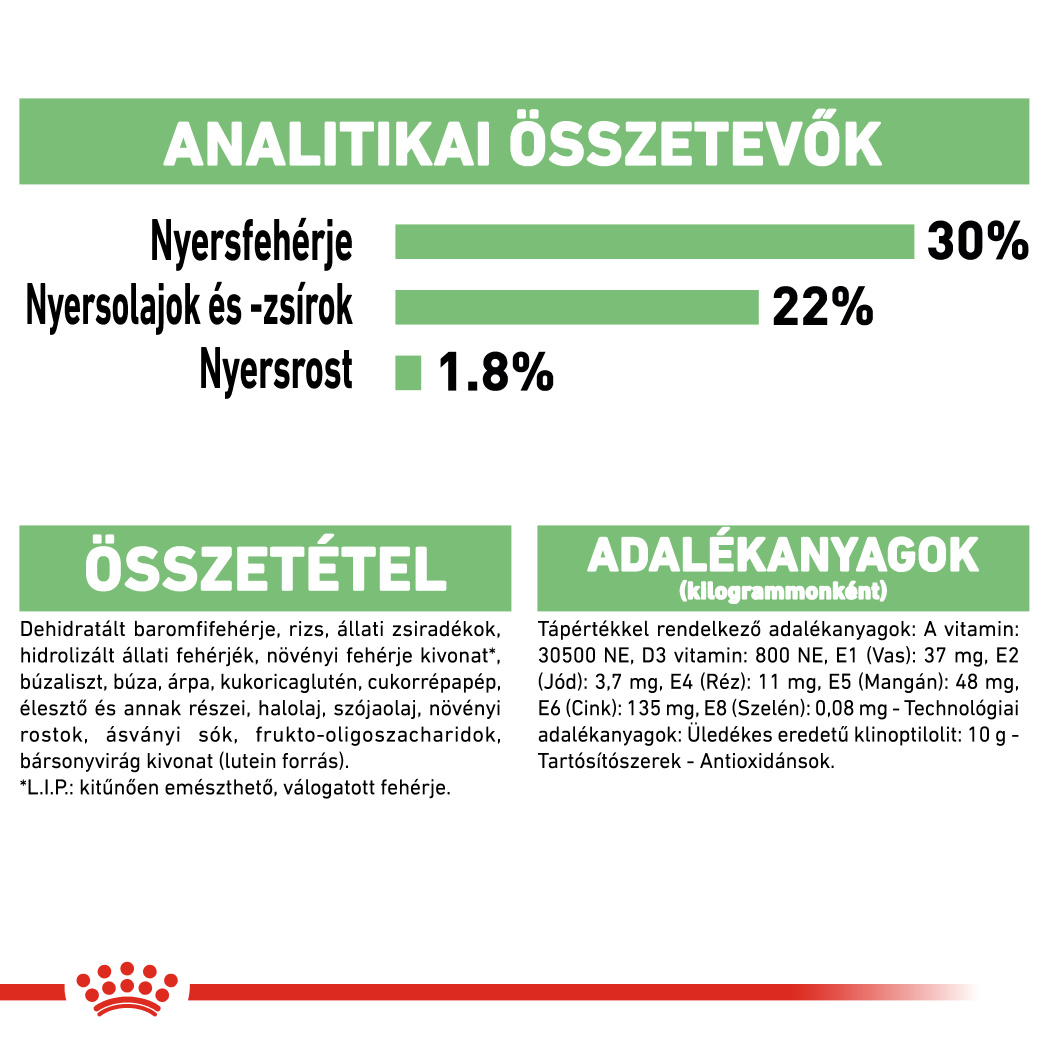 ANALITIKAI ÖSSZETEVŐK
Nyersfehérje 30%
Nyersolajok és -zsírok 22%
Nyersrost 1.8%
ÖSSZETÉTEL
Dehidratált baromfifehérje, rizs, állati zsiradékok,
hidrolizált állati fehérjék, növényi fehérje kivonat*,
búzaliszt, búza, árpa, kukoricaglutén, cukorrépapép,
élesztő és annak részei, halolaj, szójaolaj, növényi
rostok, ásványi sók, frukto-oligoszacharidok,
bársonyvirág kivonat (lutein forrás).
*L.I.P.: kitűnően emészthető, válogatott fehérje.
ADALÉKANYAGOK
(kilogrammonként)
Tápértékkel rendelkező adalékanyagok: A vitamin:
30500 NE, D3 vitamin: 800 NE, E1 (Vas): 37 mg, E2
(Jód): 3,7 mg, E4 (Réz): 11 mg, E5 (Mangán): 48 mg,
E6 (Cink): 135 mg, E8 (Szelén): 0,08 mg - Technológiai
adalékanyagok: Üledékes eredetű klinoptilolit: 10 g -
Tartósítószerek - Antioxidánsok.